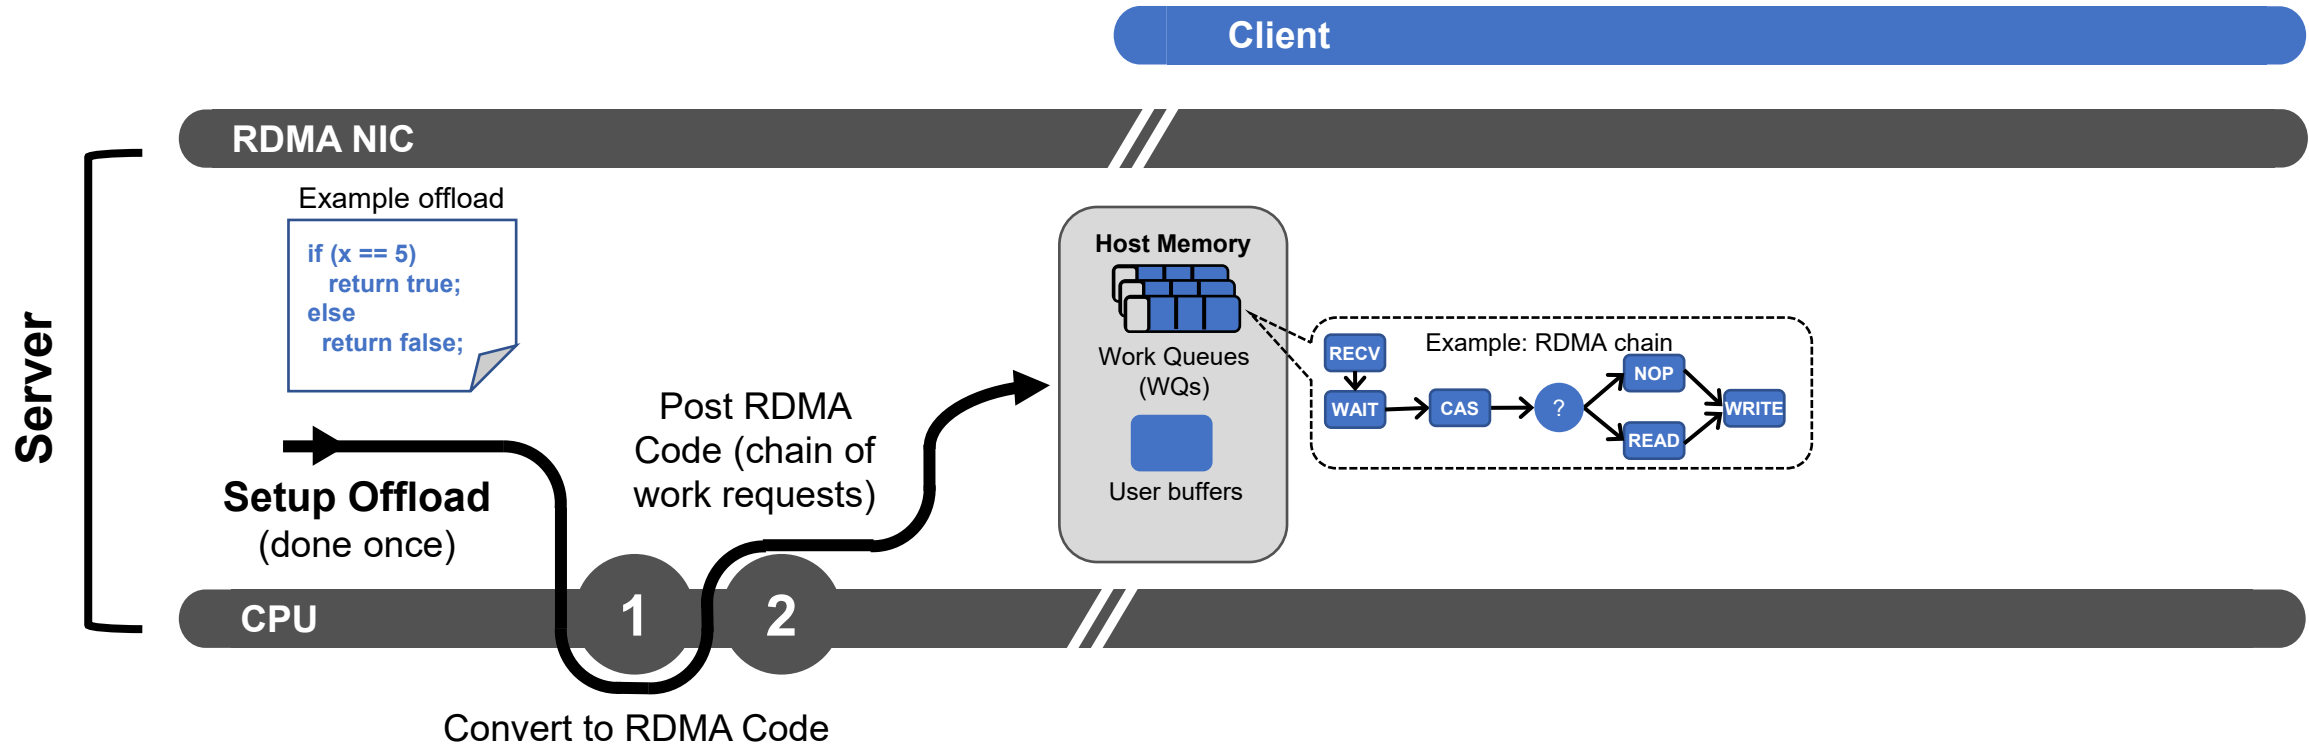 Client
RDMA NIC
Server
Example offload
if (x == 5)
return true;
else
return false;
Setup Offload
(done once)
Post RDMA
Code (chain of
work requests)
Host Memory
Work Queues
(WQs)
User buffers
Example: RDMA chain
RECV
WAIT
CAS
?
NOP
READ
WRITE
CPU
1
2
Convert to RDMA Code